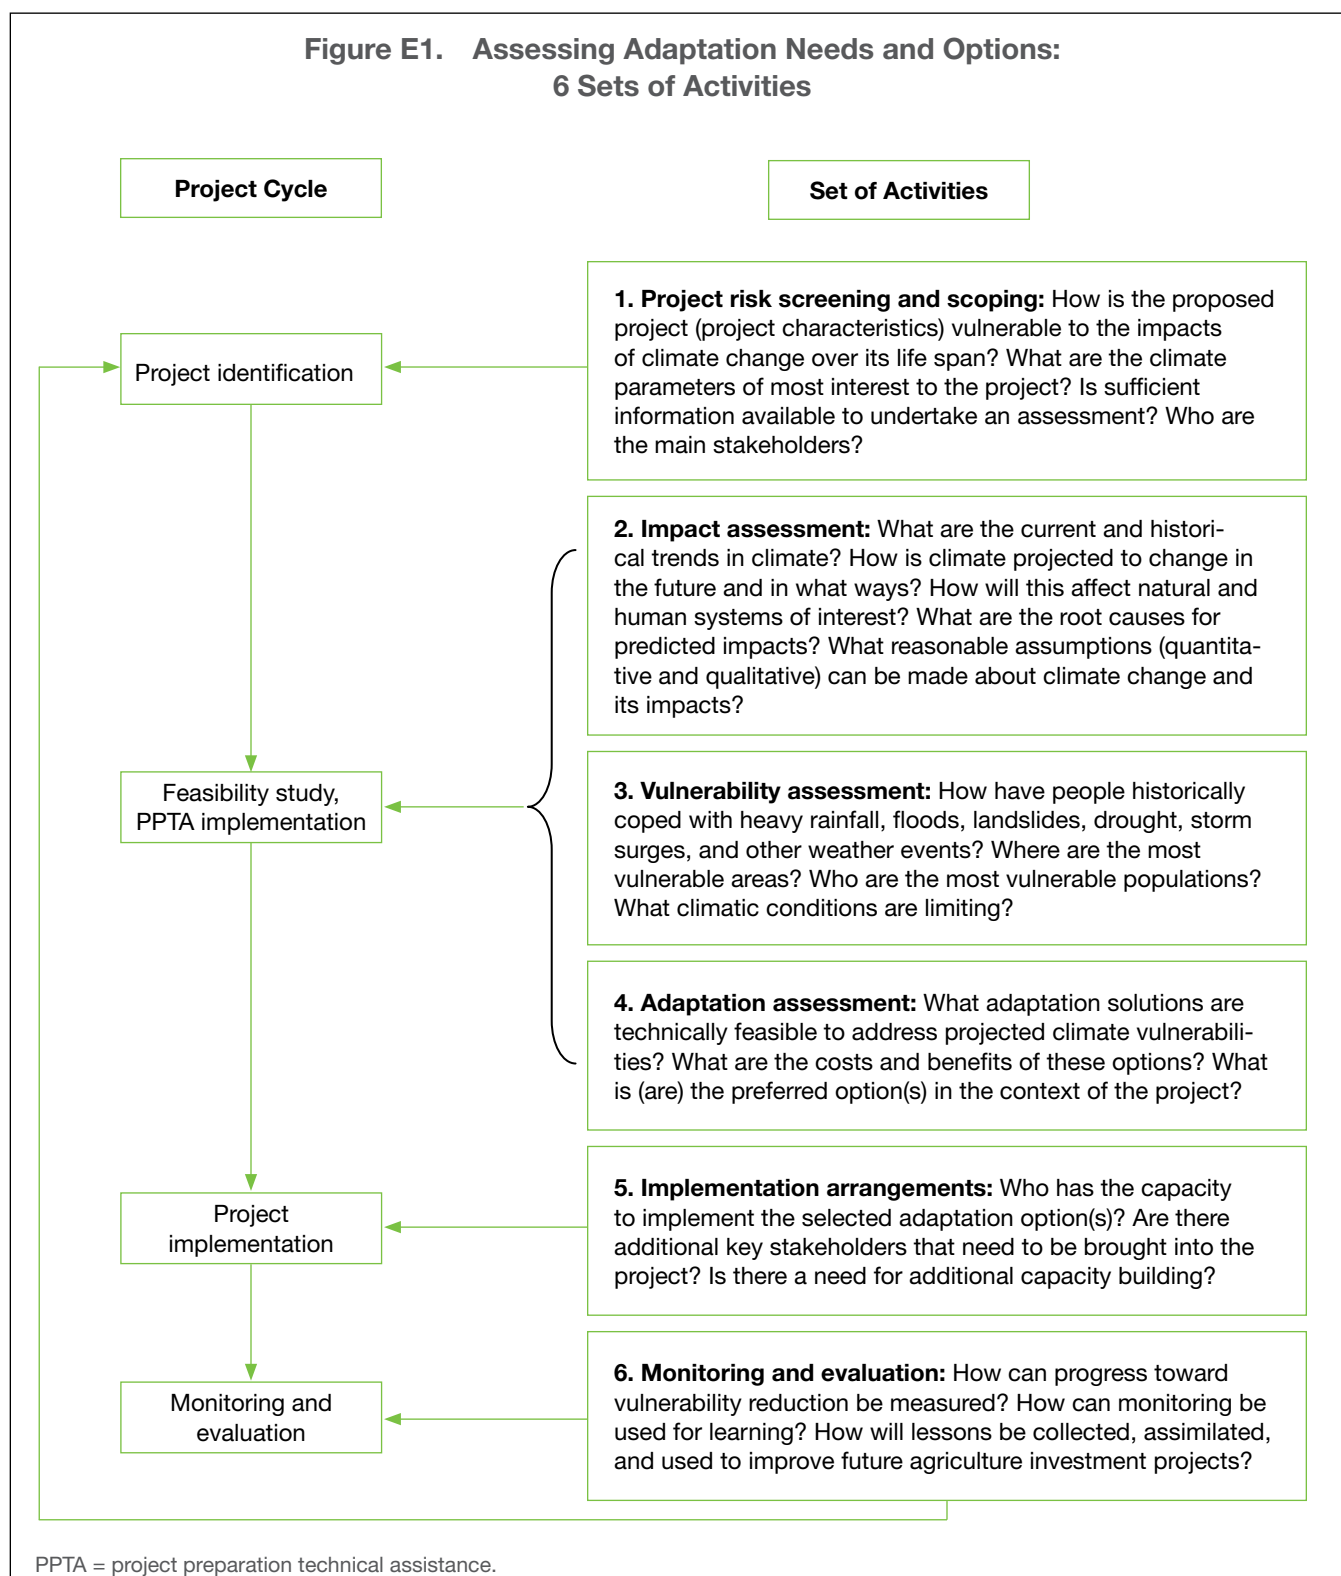 Figure E1. Assessing Adaptation Needs and Options:
6 Sets of Activities
Project Cycle
Set of Activities
Project identification
1. Project risk screening and scoping: How is the proposed
project (project characteristics) vulnerable to the impacts
of climate change over its life span? What are the climate
parameters of most interest to the project? Is sufficient
information available to undertake an assessment? Who are
the main stakeholders?
2. Impact assessment: What are the current and histori-
cal trends in climate? How is climate projected to change in
the future and in what ways? How will this affect natural and
human systems of interest? What are the root causes for
predicted impacts? What reasonable assumptions (quantita-
tive and qualitative) can be made about climate change and
its impacts?
Feasibility study,
PPTA implementation
3. Vulnerability assessment: How have people historically
coped with heavy rainfall, floods, landslides, drought, storm
surges, and other weather events? Where are the most
vulnerable areas? Who are the most vulnerable populations?
What climatic conditions are limiting?
4. Adaptation assessment: What adaptation solutions are
technically feasible to address projected climate vulnerabili-
ties? What are the costs and benefits of these options? What
is (are) the preferred option(s) in the context of the project?
Project
implementation
5. Implementation arrangements: Who has the capacity
to implement the selected adaptation option(s)? Are there
additional key stakeholders that need to be brought into the
project? Is there a need for additional capacity building?
Monitoring and
evaluation
6. Monitoring and evaluation: How can progress toward
vulnerability reduction be measured? How can monitoring be
used for learning? How will lessons be collected, assimilated,
and used to improve future agriculture investment projects?
PPTA = project preparation technical assistance.